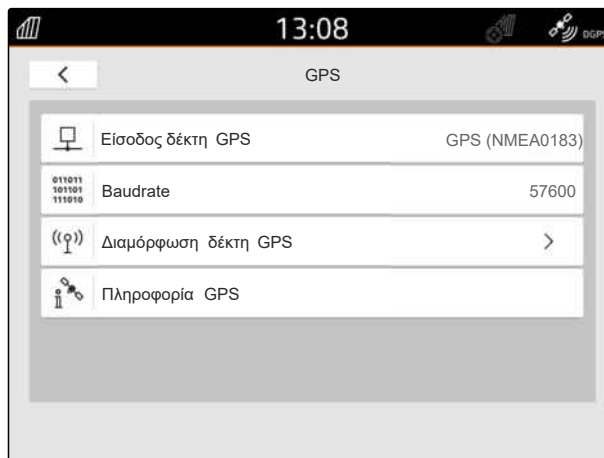 13:08
DGPS
GPS
Είσοδος δέκτη GPS GPS (NMEA0183)
011011
101101
111010
Baudrate 57600
Διαμόρφωση δέκτη GPS
Πληροφορία GPS